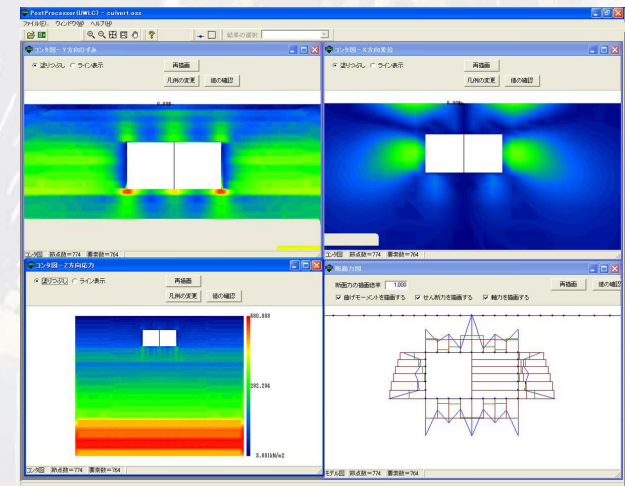 PostProcessor(UWLC) - culvert.oss
ファイル(F) ウィンドウ(W) ヘルプ(H)
結果の選択
コンタ図-Y方向ひずみ
塗りつぶし ライン表示 再描画
凡例の変更 値の確認
コンタ図 節点数=774 要素数=764
コンタ図-X方向変位
塗りつぶし ライン表示 再描画
凡例の変更 値の確認
コンタ図 節点数=774 要素数=764
コンタ図-Z方向応力
塗りつぶし ライン表示 再描画
凡例の変更 値の確認
292.294
3.031kN/m2
コンタ図 節点数=774 要素数=764
断面力図
断面力の描画倍率 1.000 再描画 値の確認
曲げモーメントを描画する せん断力を描画する 軸力を描画する
モデル図 節点数=774 要素数=764